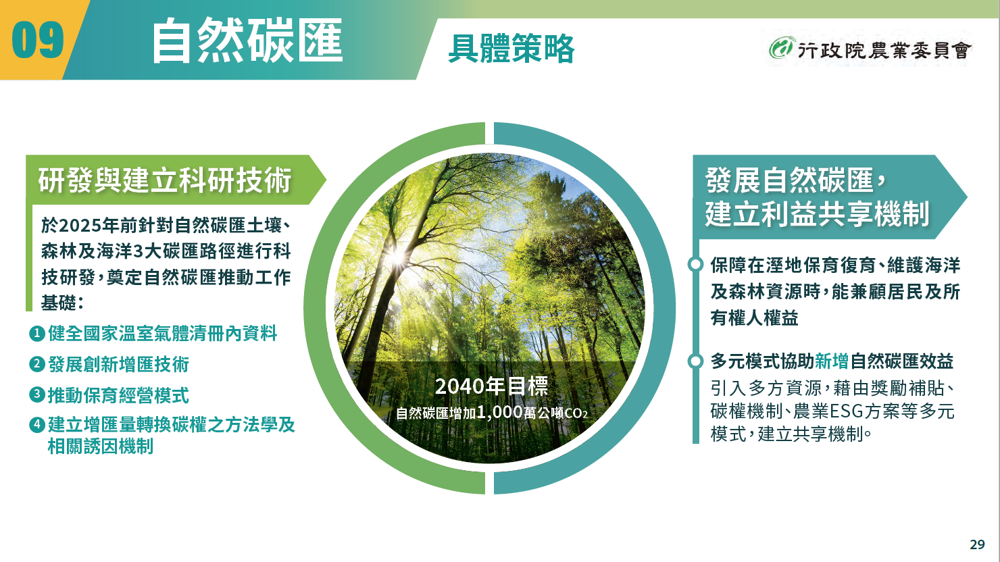 09
自然碳匯
具體策略
行政院農業委員會
研發與建立科研技術
於2025年前針對自然碳匯土壤、
森林及海洋3大碳匯路徑進行科
技研發，奠定自然碳匯推動工作
基礎：
❶健全國家溫室氣體清冊內資料
❷發展創新增匯技術
❸推動保育經營模式
❹建立增匯量轉換碳權之方法學及
相關誘因機制
2040年目標
自然碳匯增加1,000萬公噸CO₂
發展自然碳匯，
建立利益共享機制
保障在溼地保育復育、維護海洋
及森林資源時，能兼顧居民及所
有權人權益
多元模式協助新增自然碳匯效益
引入多方資源，藉由獎勵補貼、
碳權機制、農業ESG方案等多元
模式，建立共享機制。
29